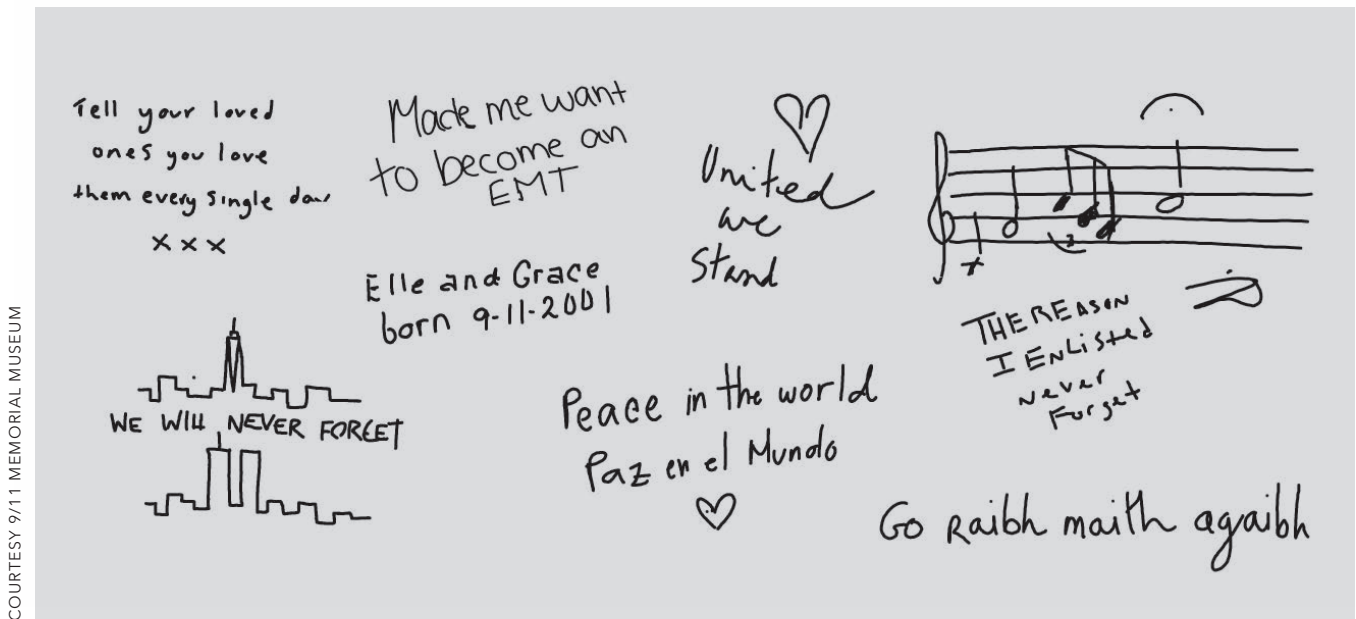 Tell your loved
ones you love
them every single day
x x x
Made me want
to become an
EMT
United
we
stand
Elle and Grace
born 9-11-2001
3
THE REASON
I ENLISTED
never
Forget
WE WILL NEVER FORGET
Peace in the world
Paz en el Mundo
Go Raibh maith agaibh
COURTESY 9/11 MEMORIAL MUSEUM